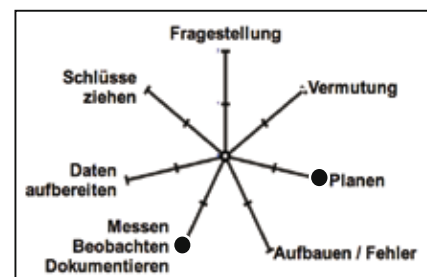 Fragestellung
Vermutung
Planen
Aufbauen / Fehler
Messen
Beobachten
Dokumentieren
Daten
aufbereiten
Schlüsse
ziehen